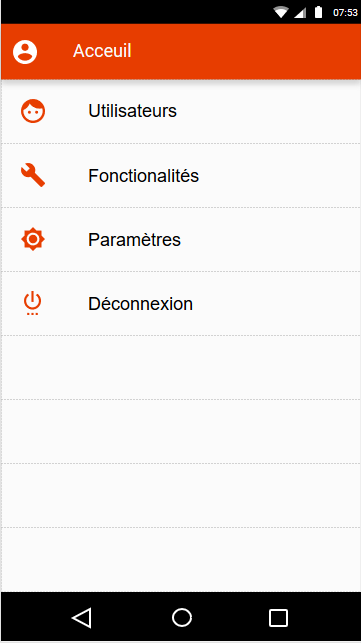 07:53
Acceuil
Utilisateurs
Fonctionalités
Paramètres
Déconnexion